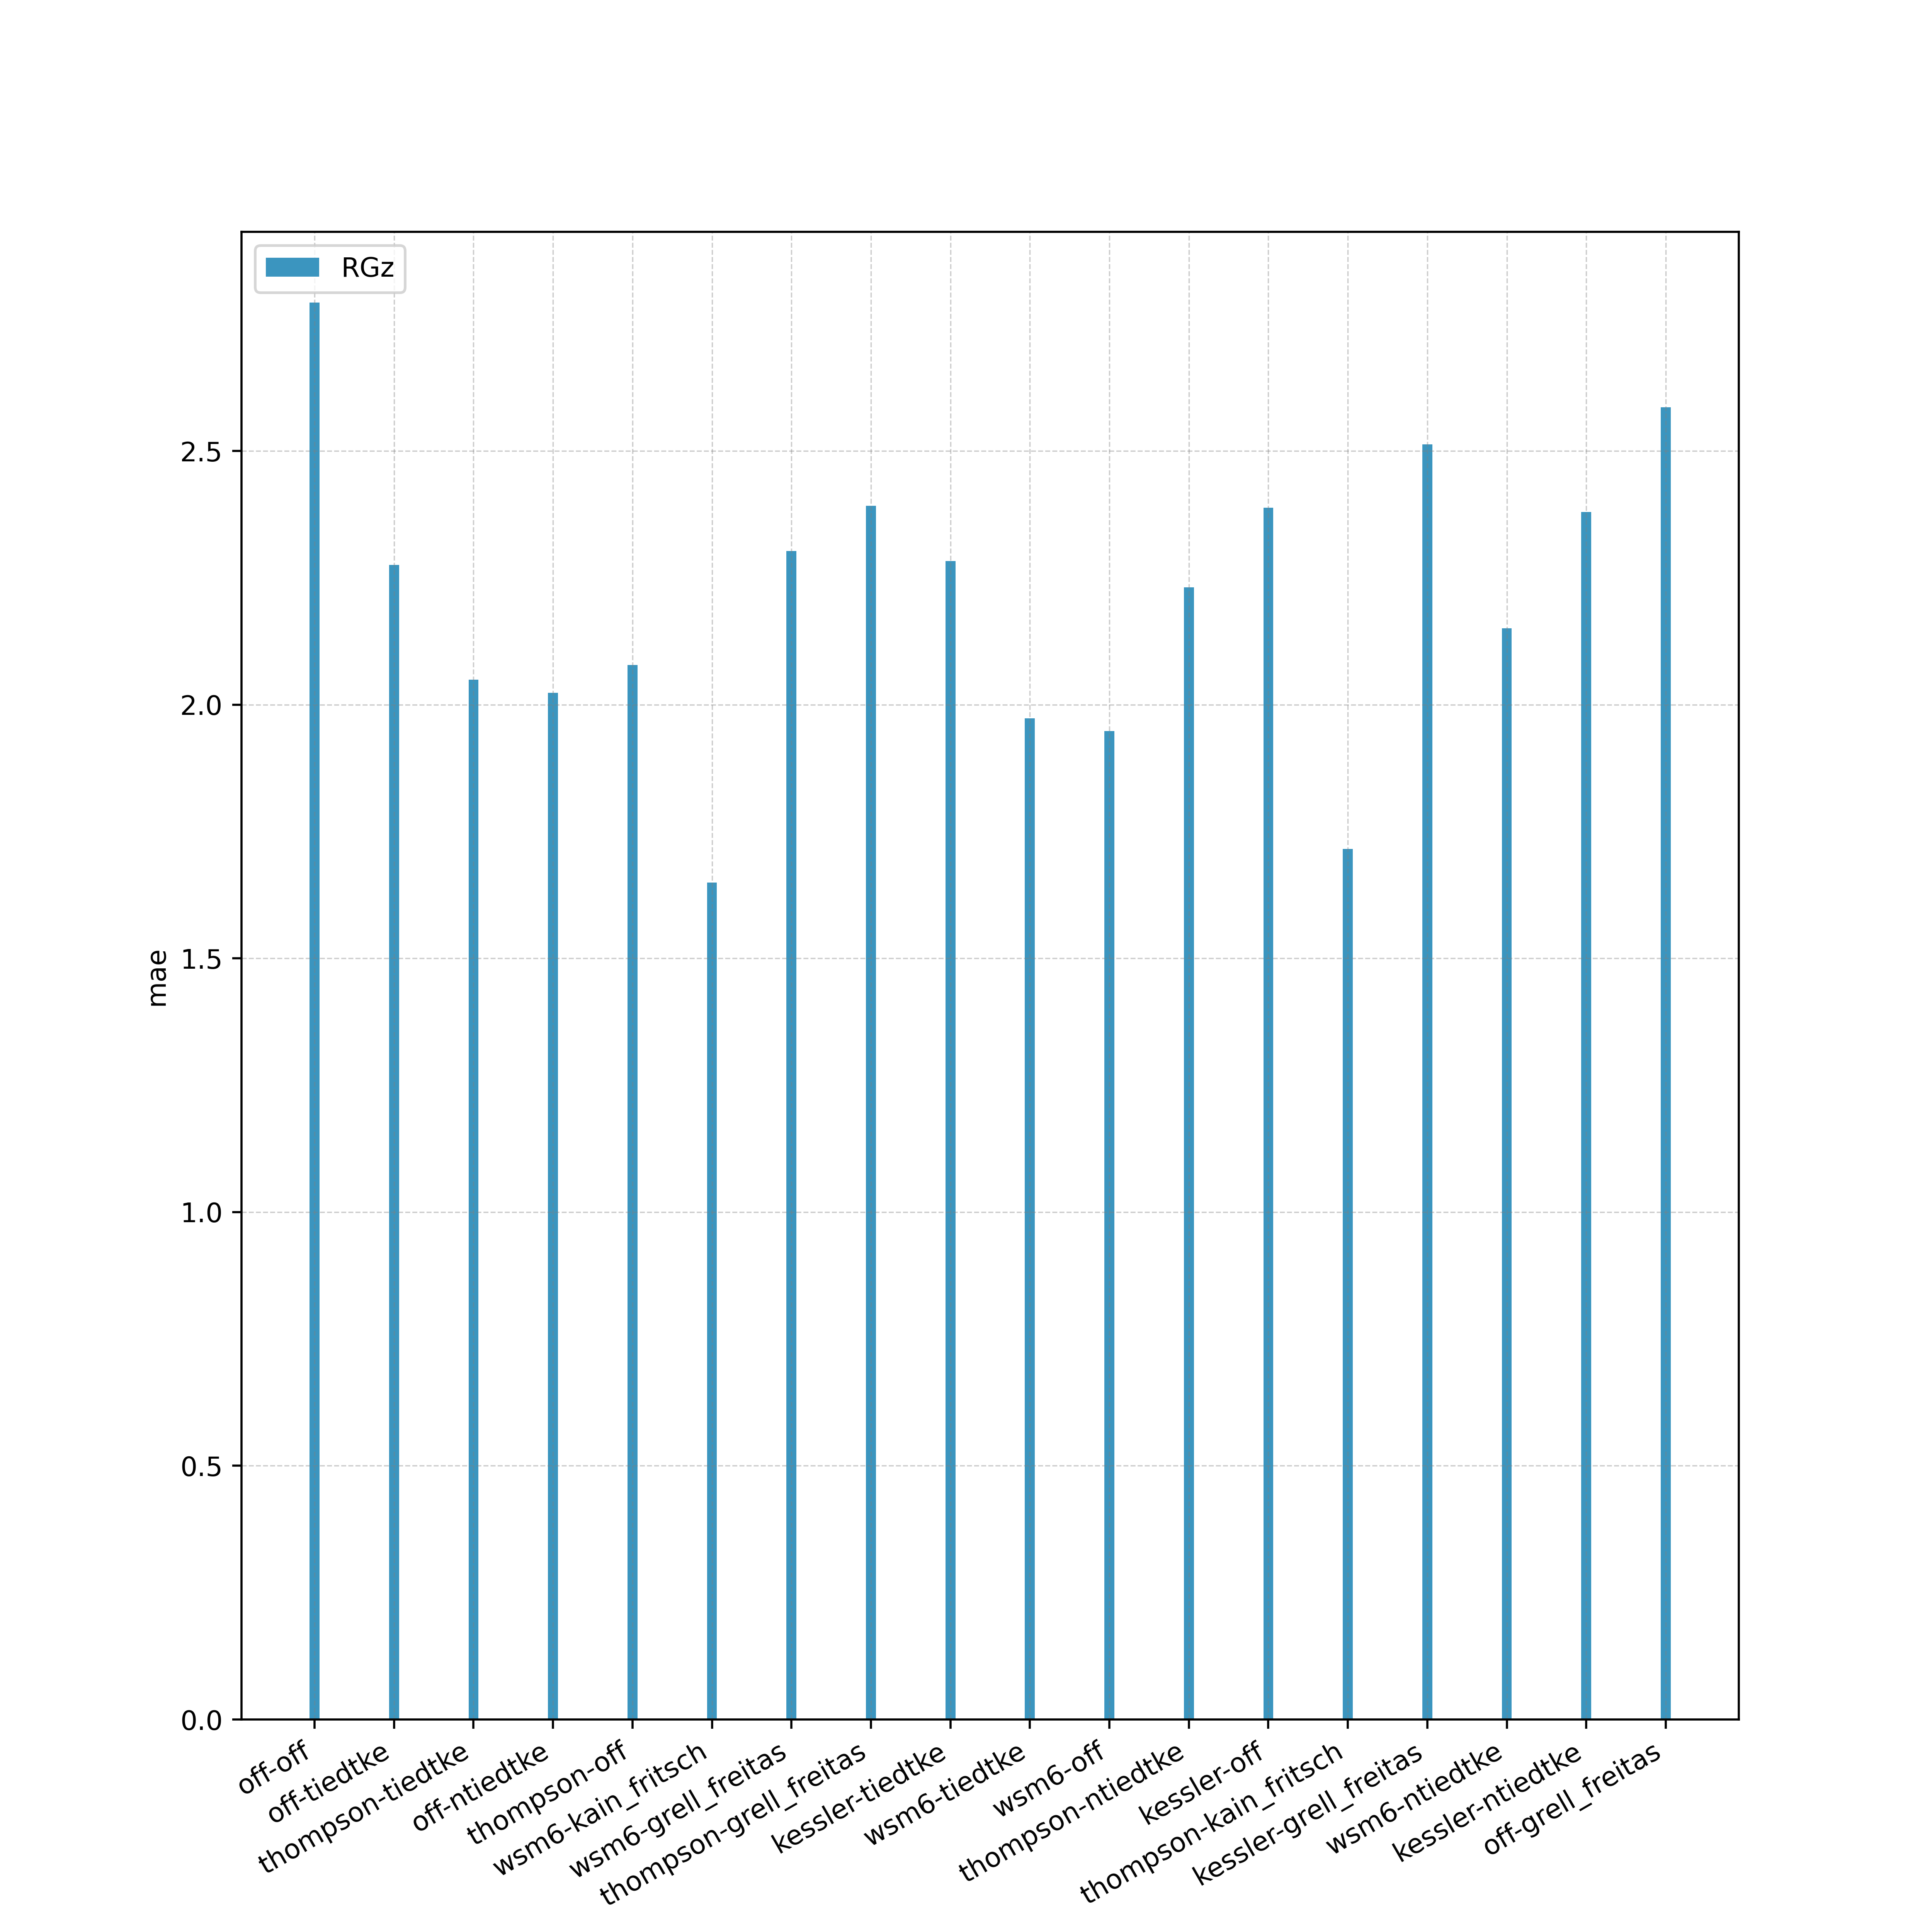 RGz
2.5
2.0
1.5
1.0
0.5
0.0
mae
off-off
off-tiedtke
thompson-tiedtke
off-ntiedtke
thompson-off
wsm6-kain_fritsch
wsm6-grell_freitas
thompson-grell_freitas
kessler-tiedtke
wsm6-tiedtke
wsm6-off
thompson-ntiedtke
kessler-off
thompson-kain_fritsch
kessler-grell_freitas
wsm6-ntiedtke
kessler-ntiedtke
off-grell_freitas